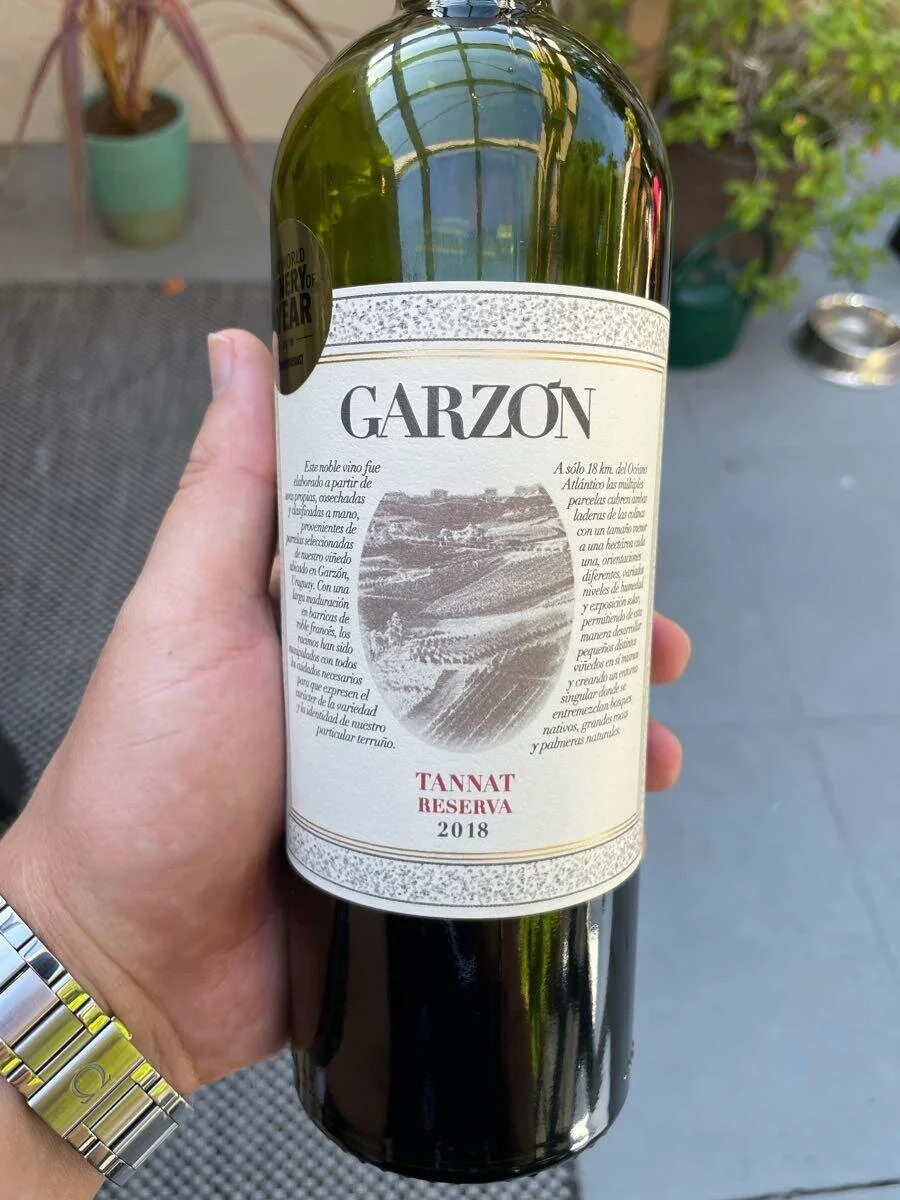 WORLD
OF
EAR
GARZÓN
Este noble vino fue
elaborado a partir de
uvas propias, cosechadas
y clasificadas a mano,
provenientes de
parcelas seleccionadas
de nuestro viñedo
ubicado en Garzón,
Uruguay. Con una
larga maduración
en barricas de
roble francés, los
racimos han sido
manipulados con todos
los cuidados necesarios
para que expresen el
carácter de la variedad
y la identidad de nuestro
particular terruño.
A sólo 18 km. del Océano
Atlántico las múltiples
parcelas cubren ambas
laderas de las colinas
con un tamaño menor
a una hectárea cada
una, orientaciones
diferentes, variados
niveles de humedad
y exposición solar,
permitiendo de esta
manera desarrollar
pequeños distintos
viñedos en sí mismos
y creando un entorno
singular donde se
entremezclan bosques
nativos, grandes rocas
y palmeras naturales.
TANNAT
RESERVA
2018